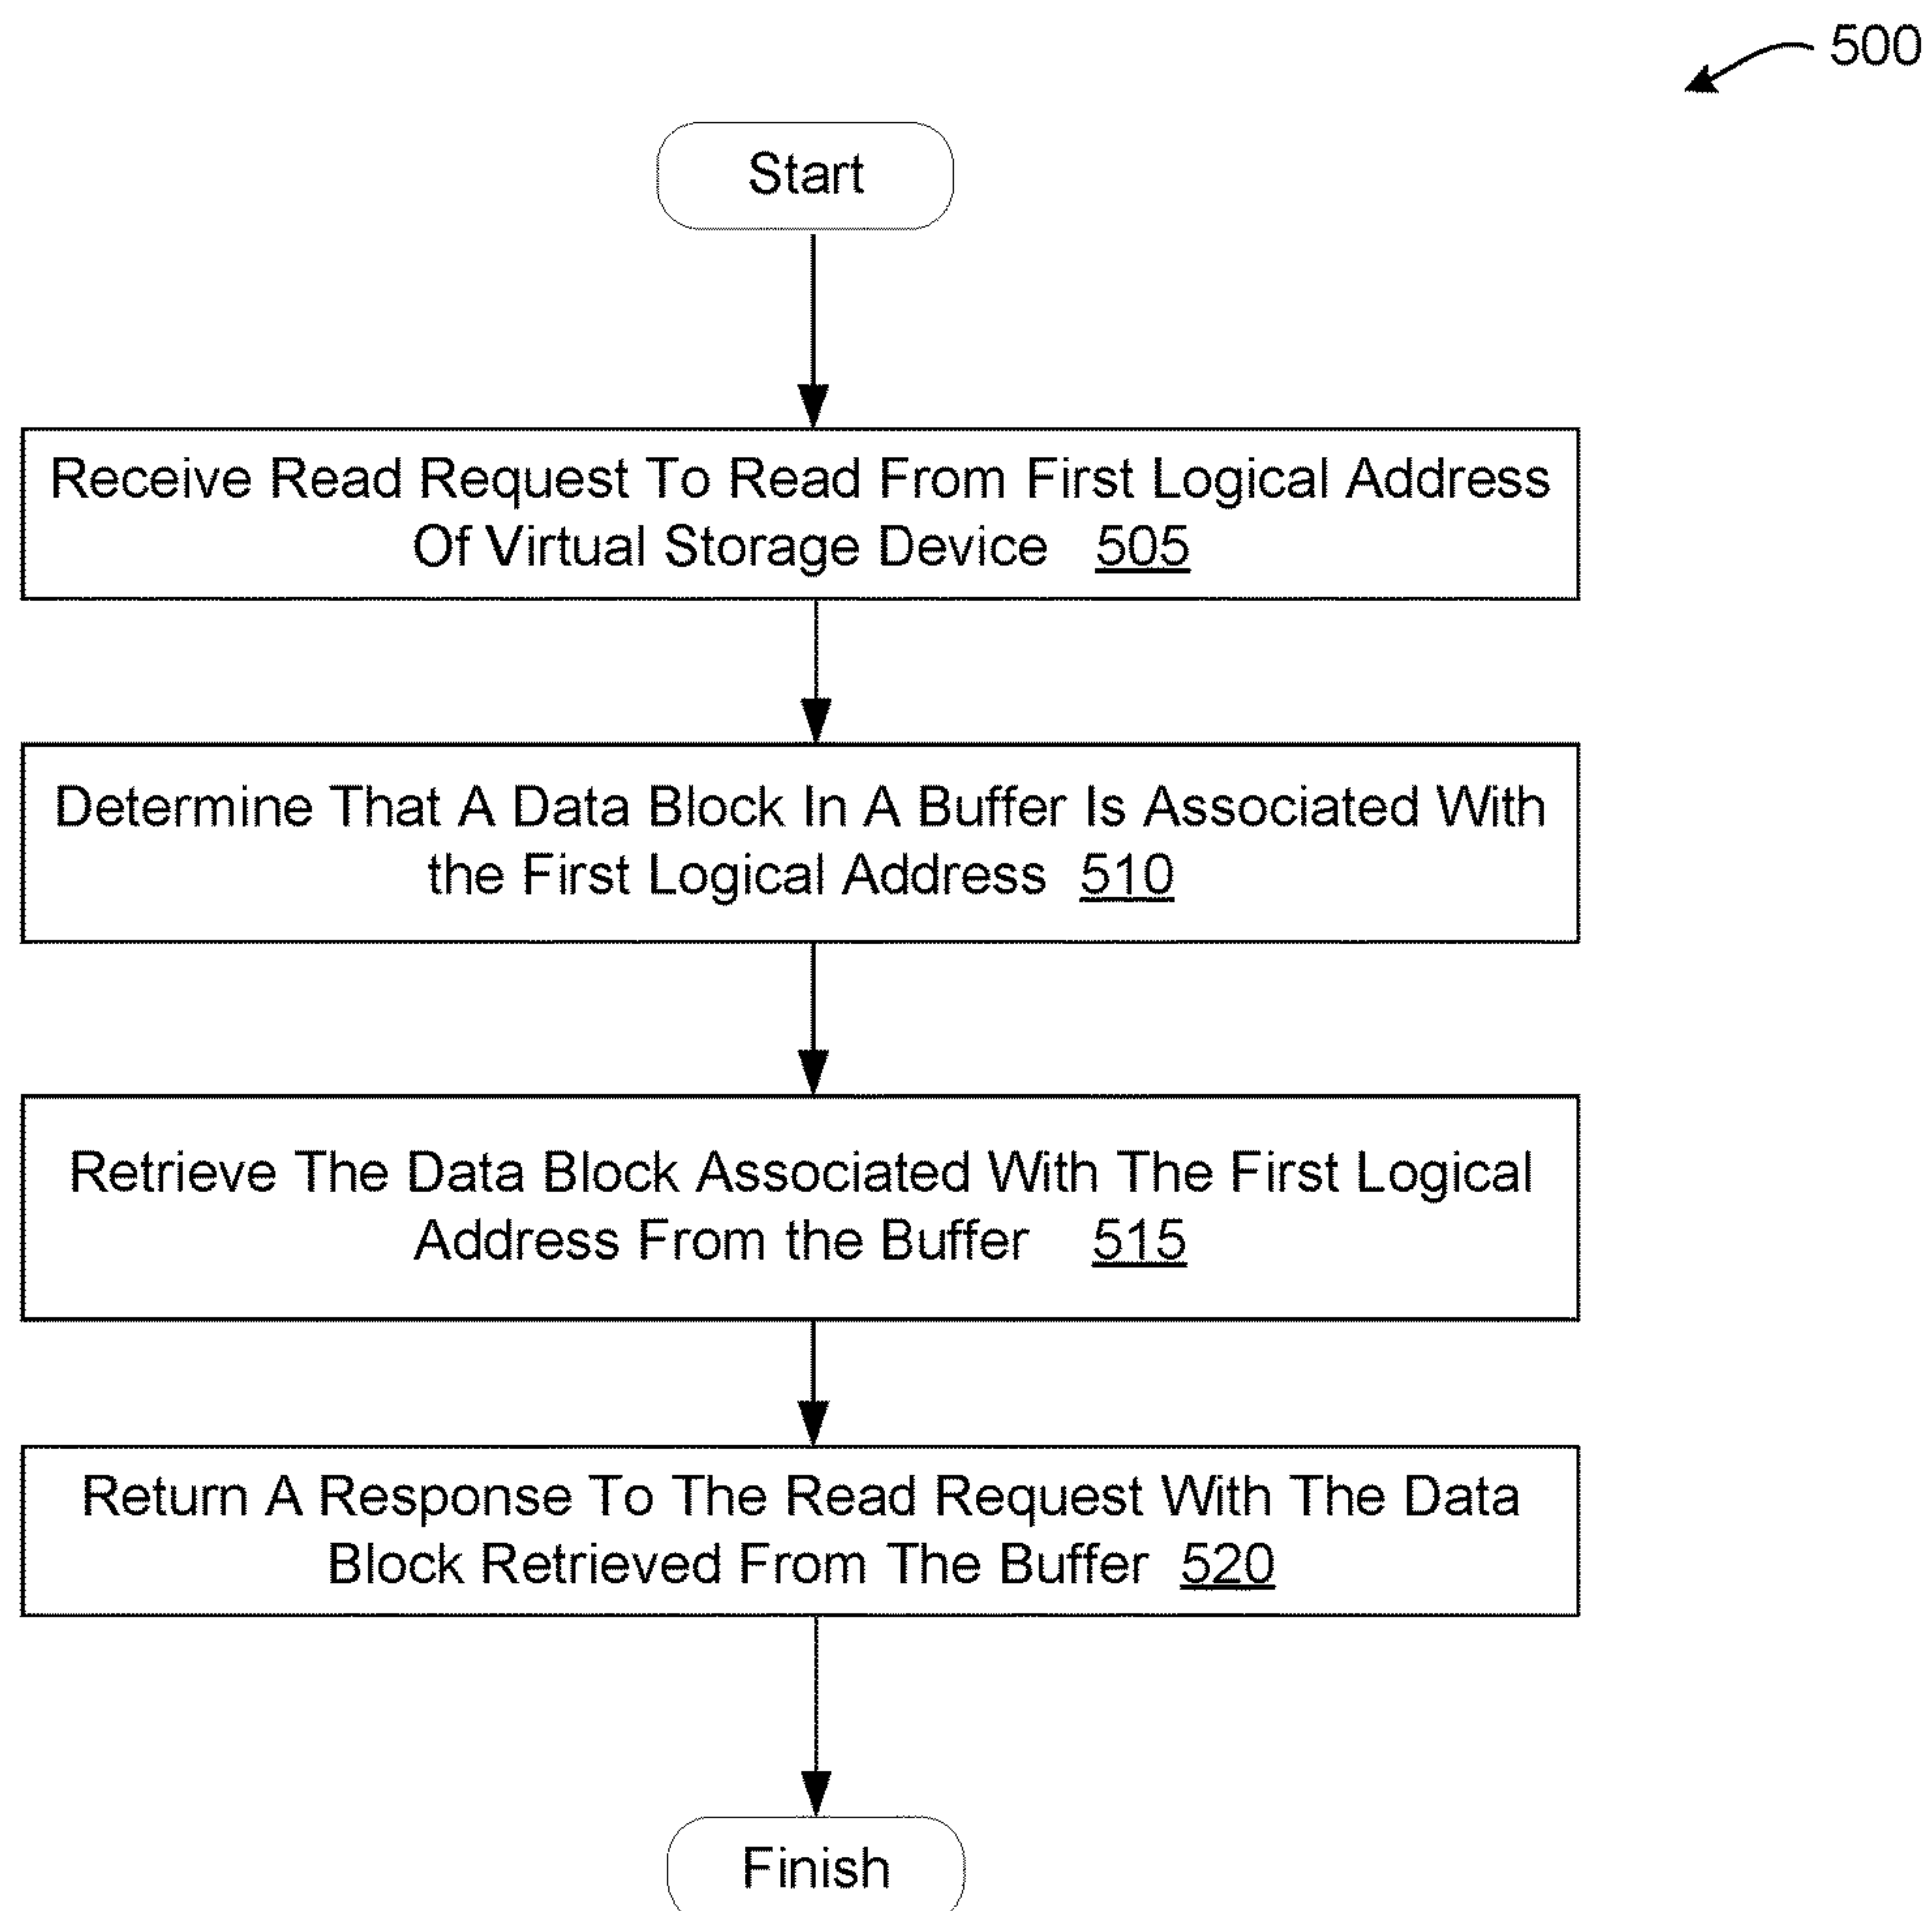 500
Start
Receive Read Request To Read From First Logical Address
Of Virtual Storage Device 505
Determine That A Data Block In A Buffer Is Associated With
the First Logical Address 510
Retrieve The Data Block Associated With The First Logical
Address From the Buffer 515
Return A Response To The Read Request With The Data
Block Retrieved From The Buffer 520
Finish